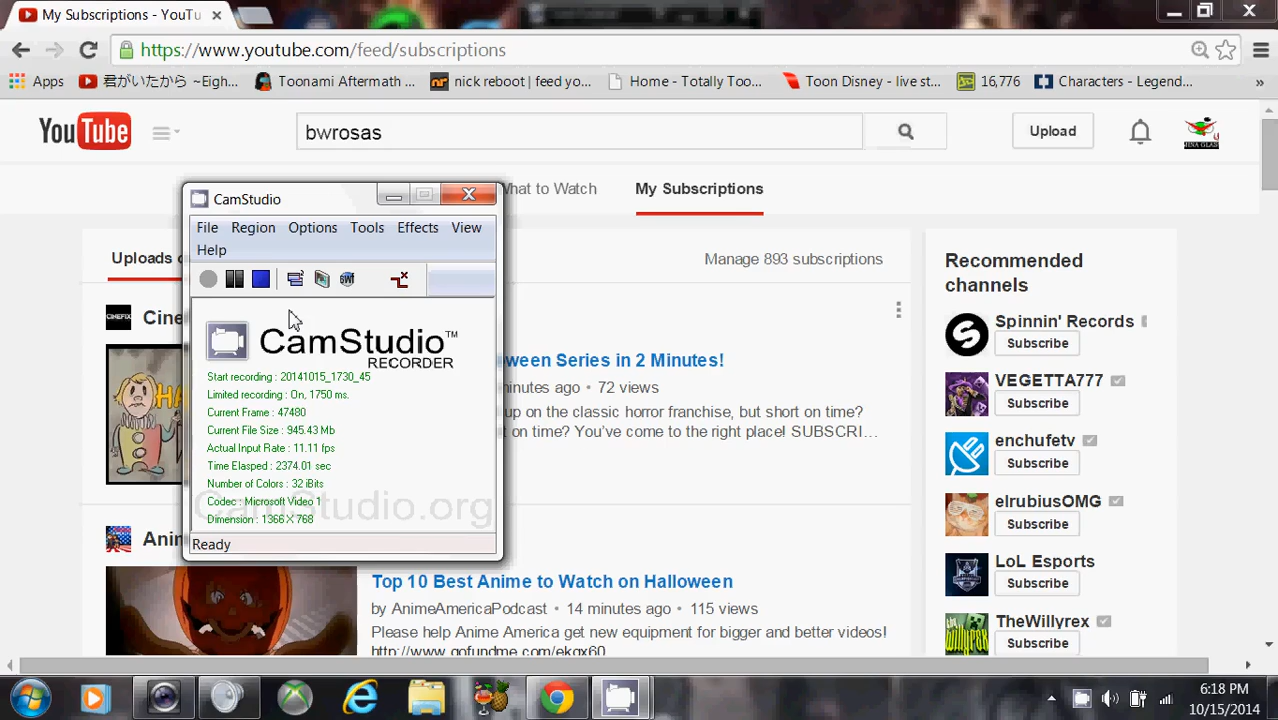 My Subscriptions - YouTu
https://www.youtube.com/feed/subscriptions
Apps
君がいたから ~Eigh...
Toonami Aftermath ...
nick reboot | feed yo...
Home - Totally Too...
Toon Disney - live st...
16,776
Characters - Legend...
»
YouTube
bwrosas
Upload
What to Watch
My Subscriptions
CamStudio
File Region Options Tools Effects View
Help
CamStudio™
RECORDER
Start recording : 20141015_1730_45
Limited recording : On, 1750 ms.
Current Frame : 47480
Current File Size : 945.43 Mb
Actual Input Rate : 11.11 fps
Time Elasped : 2374.01 sec
Number of Colors : 32 iBits
Codec : Microsoft Video 1
Dimension : 1366 X 768
CamStudio.org
Ready
Uploads o
Manage 893 subscriptions
Cine
ween Series in 2 Minutes!
inutes ago • 72 views
up on the classic horror franchise, but short on time?
t on time? You've come to the right place! SUBSCRI...
Anin
Top 10 Best Anime to Watch on Halloween
by AnimeAmericaPodcast • 14 minutes ago • 115 views
Please help Anime America get new equipment for bigger and better videos!
http://www.gofundme.com/ekgx60
Recommended
channels
Spinnin' Records
Subscribe
VEGETTA777
Subscribe
enchufetv
Subscribe
elrubiusOMG
Subscribe
LoL Esports
Subscribe
TheWillyrex
Subscribe
6:18 PM
10/15/2014